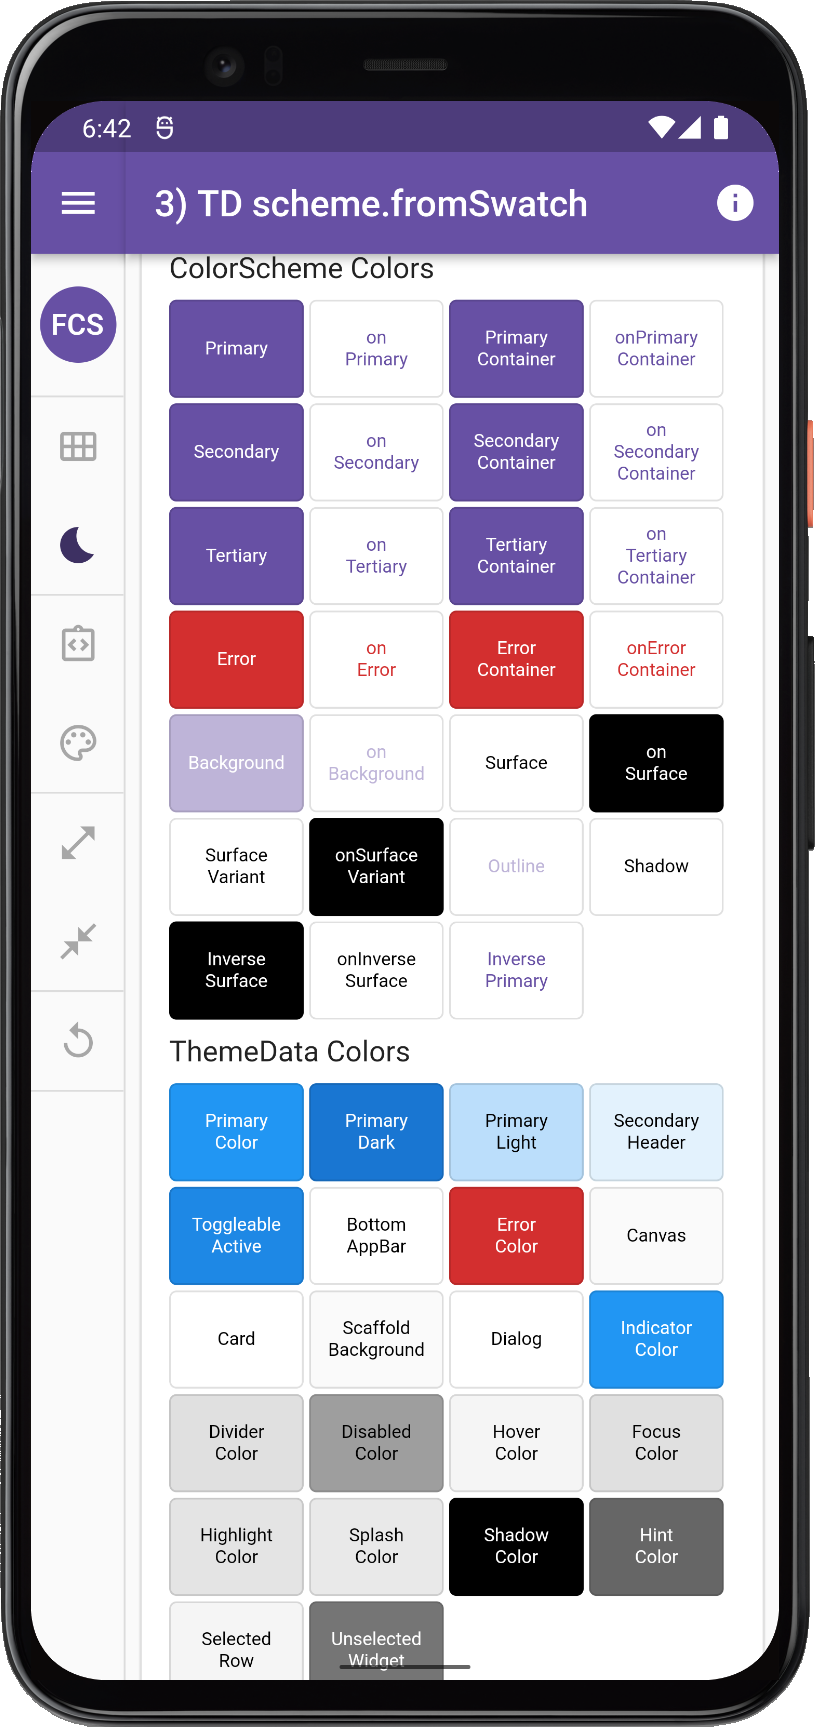 6:42
3) TD scheme.fromSwatch
FCS
ColorScheme Colors
Primary
on
Primary
Primary
Container
onPrimary
Container
Secondary
on
Secondary
Secondary
Container
on
Secondary
Container
Tertiary
on
Tertiary
Tertiary
Container
on
Tertiary
Container
Error
on
Error
Error
Container
onError
Container
Background
on
Background
Surface
on
Surface
Surface
Variant
onSurface
Variant
Outline
Shadow
Inverse
Surface
onInverse
Surface
Inverse
Primary
ThemeData Colors
Primary
Color
Primary
Dark
Primary
Light
Secondary
Header
Toggleable
Active
Bottom
AppBar
Error
Color
Canvas
Card
Scaffold
Background
Dialog
Indicator
Color
Divider
Color
Disabled
Color
Hover
Color
Focus
Color
Highlight
Color
Splash
Color
Shadow
Color
Hint
Color
Selected
Row
Unselected
Widget